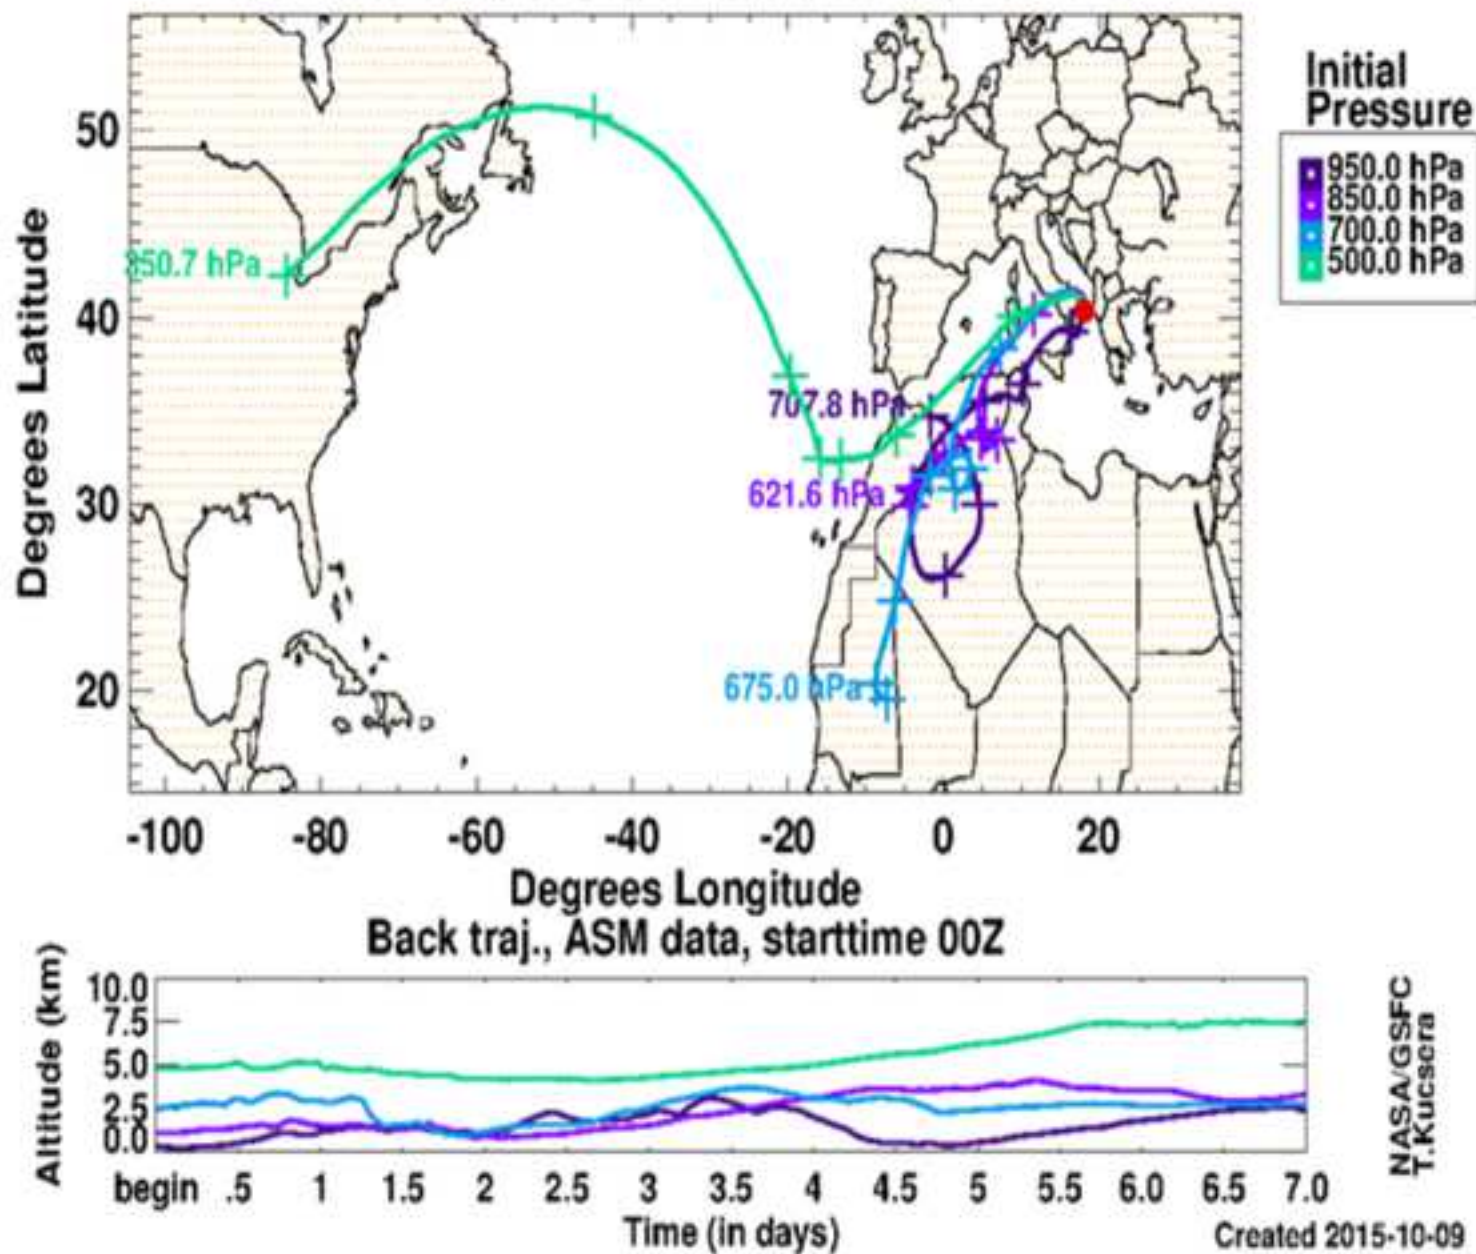 Initial
Pressure
950.0 hPa
850.0 hPa
700.0 hPa
500.0 hPa
Degrees Latitude
50
40
30
20
350.7 hPa
707.8 hPa
621.6 hPa
675.0 hPa
-100 -80 -60 -40 -20 0 20
Degrees Longitude
Back traj., ASM data, starttime 00Z
Altitude (km)
10.0
7.5
5.0
2.5
0.0
begin .5 1 1.5 2 2.5 3 3.5 4 4.5 5 5.5 6.0 6.5 7.0
Time (in days)
NASA/GSFC
T.Kucsera
Created 2015-10-09